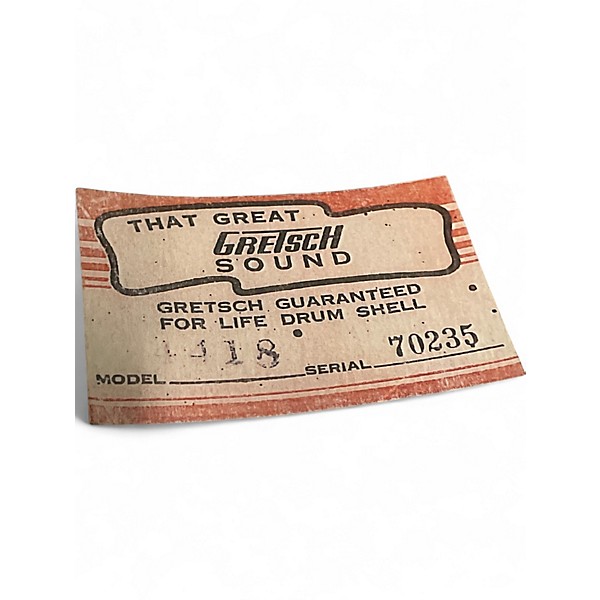 THAT GREAT
GRETSCH
SOUND
GRETSCH GUARANTEED
FOR LIFE DRUM SHELL
MODEL SERIAL 70235